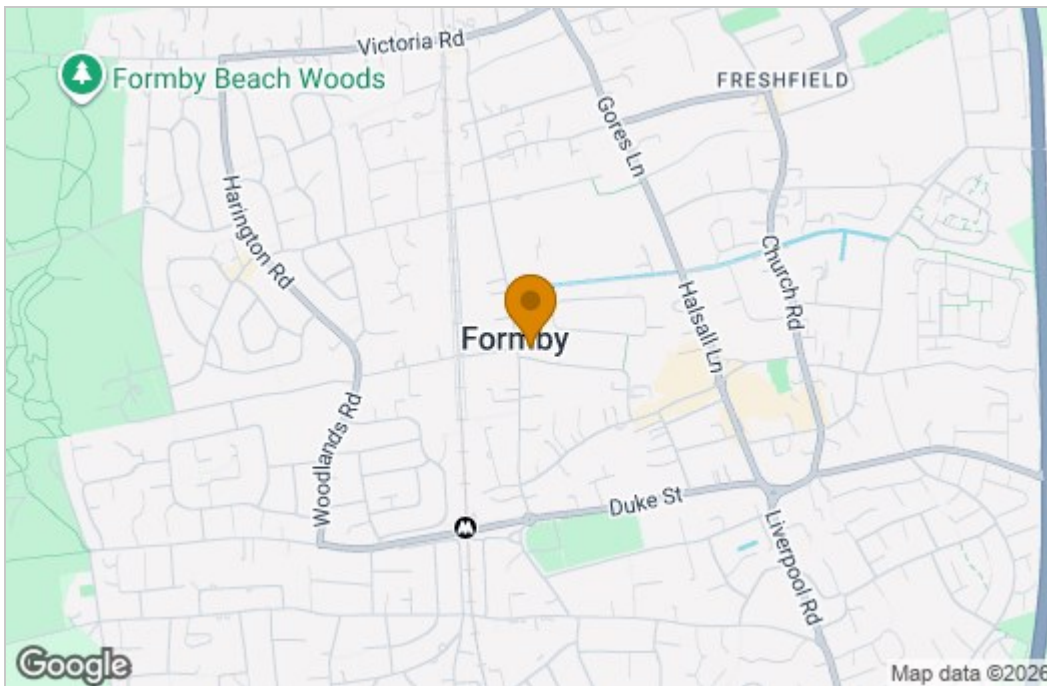 Victoria Rd
Formby Beach Woods
FRESHFIELD
Gores Ln
Harington Rd
Church Rd
Halsall Ln
Formby
Woodlands Rd
Duke St
Liverpool Rd
Google
Map data ©2026